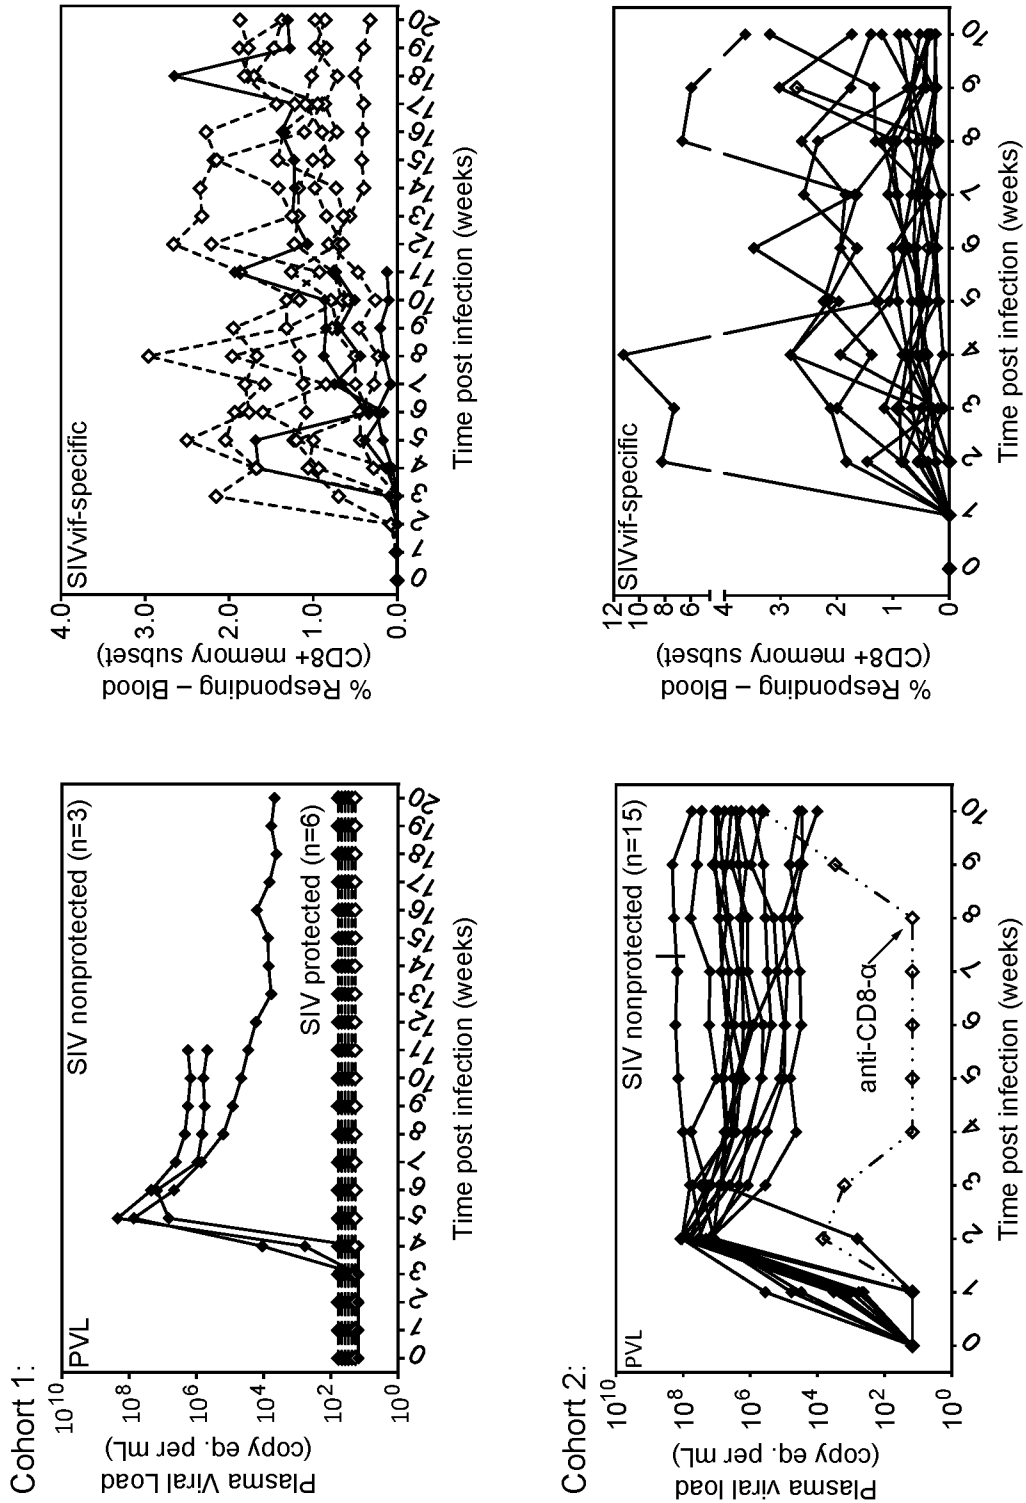 Cohort 1:
PVL
SIV nonprotected (n=3)
SIV protected (n=6)
10^10
10^8
10^6
10^4
10^2
10^0
Plasma Viral Load
(copy eq. per mL)
0 1 2 3 4 5 6 7 8 9 10 11 12 13 14 15 16 17 18 19 20
Time post infection (weeks)
SIVvif-specific
4.0
3.0
2.0
1.0
0.0
% Responding – Blood
(CD8+ memory subset)
0 1 2 3 4 5 6 7 8 9 10 11 12 13 14 15 16 17 18 19 20
Time post infection (weeks)
Cohort 2:
PVL
SIV nonprotected (n=15)
anti-CD8-α
10^10
10^8
10^6
10^4
10^2
10^0
Plasma viral load
(copy eq. per mL)
0 1 2 3 4 5 6 7 8 9 10
Time post infection (weeks)
SIVvif-specific
12
10
8
6
4
3
2
1
0
% Responding – Blood
(CD8+ memory subset)
0 1 2 3 4 5 6 7 8 9 10
Time post infection (weeks)